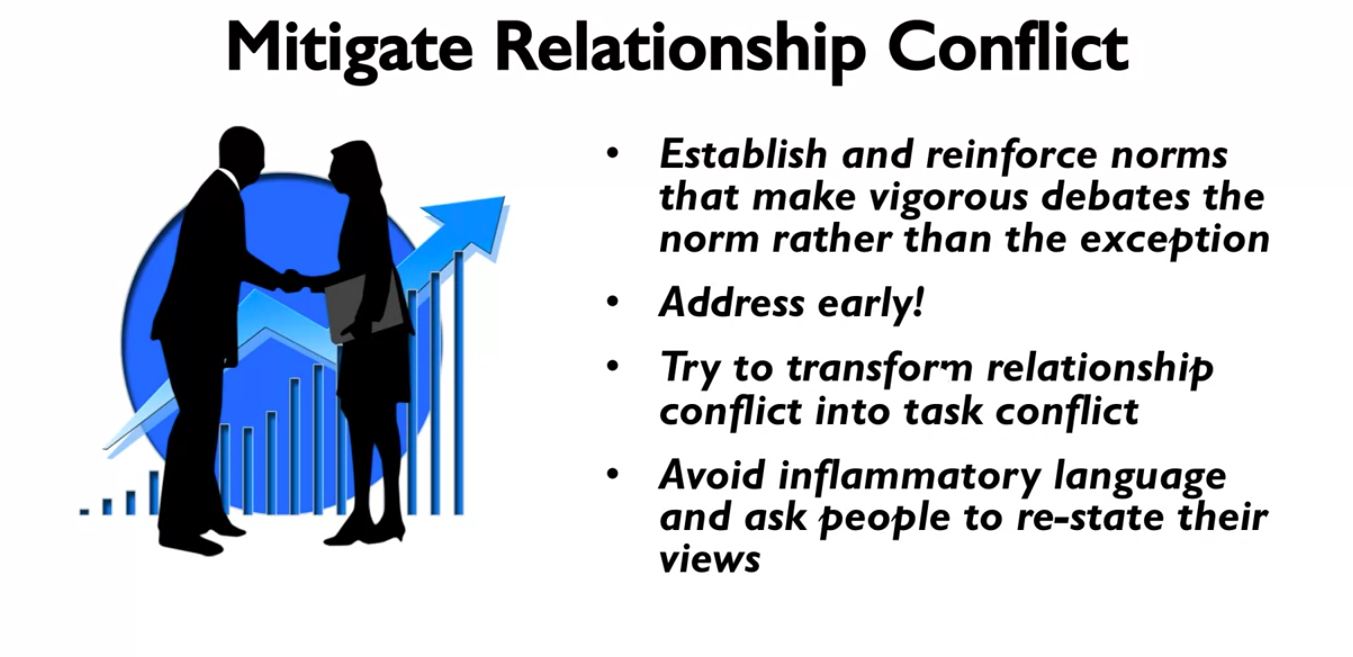 Mitigate Relationship Conflict
• Establish and reinforce norms
that make vigorous debates the
norm rather than the exception
• Address early!
• Try to transform relationship
conflict into task conflict
• Avoid inflammatory language
and ask people to re-state their
views